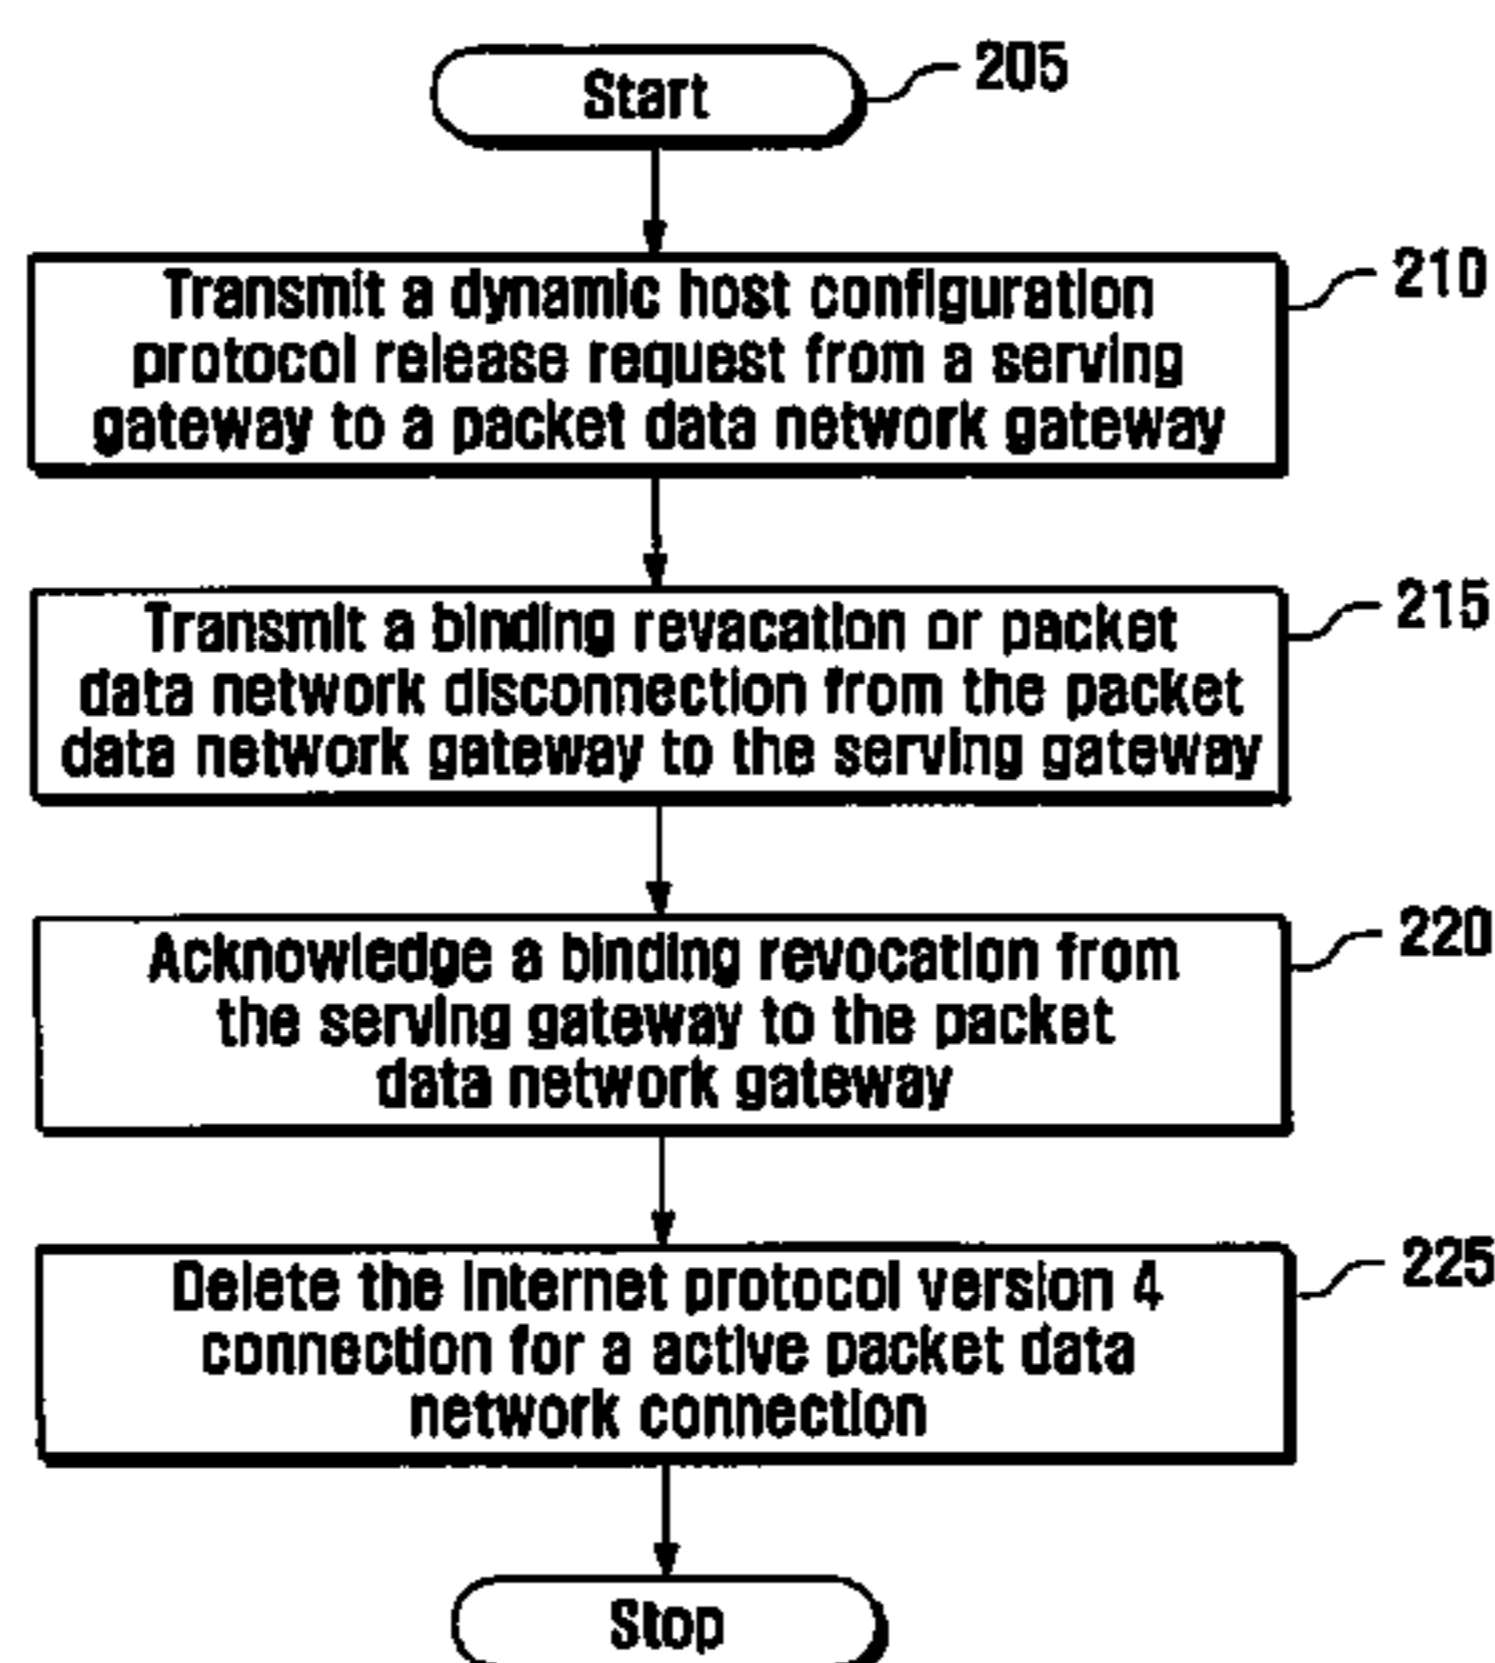 Start
205
Transmit a dynamic host configuration
protocol release request from a serving
gateway to a packet data network gateway
210
Transmit a binding revacation or packet
data network disconnection from the packet
data network gateway to the serving gateway
215
Acknowledge a binding revocation from
the serving gateway to the packet
data network gateway
220
Delete the internet protocol version 4
connection for a active packet data
network connection
225
Stop